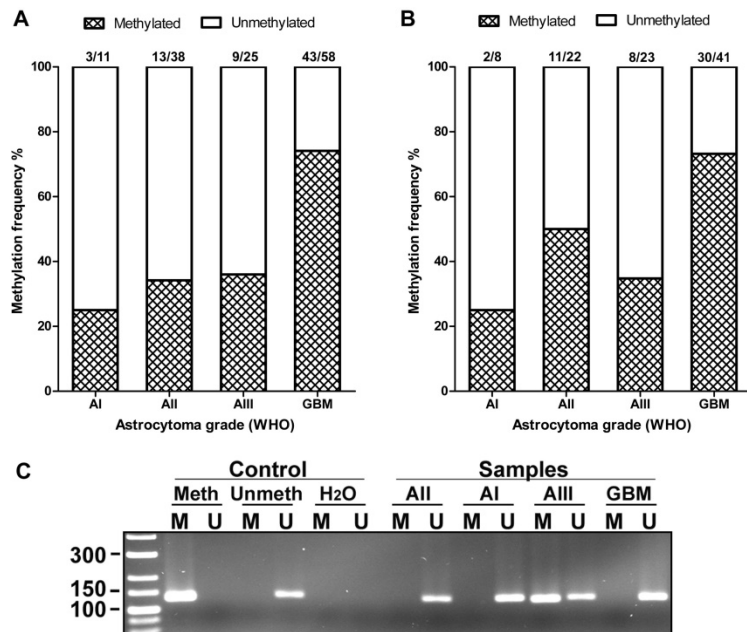 A
Methylated Unmethylated
3/11 13/38 9/25 43/58
100
80
60
40
20
0
Methylation frequency %
AI AII AIII GBM
Astrocytoma grade (WHO)
B
Methylated Unmethylated
2/8 11/22 8/23 30/41
100
80
60
40
20
0
Methylation frequency %
AI AII AIII GBM
Astrocytoma grade (WHO)
C
Control Samples
Meth Unmeth H2O AII AI AIII GBM
M U M U M U M U M U M U M U
300
150
100